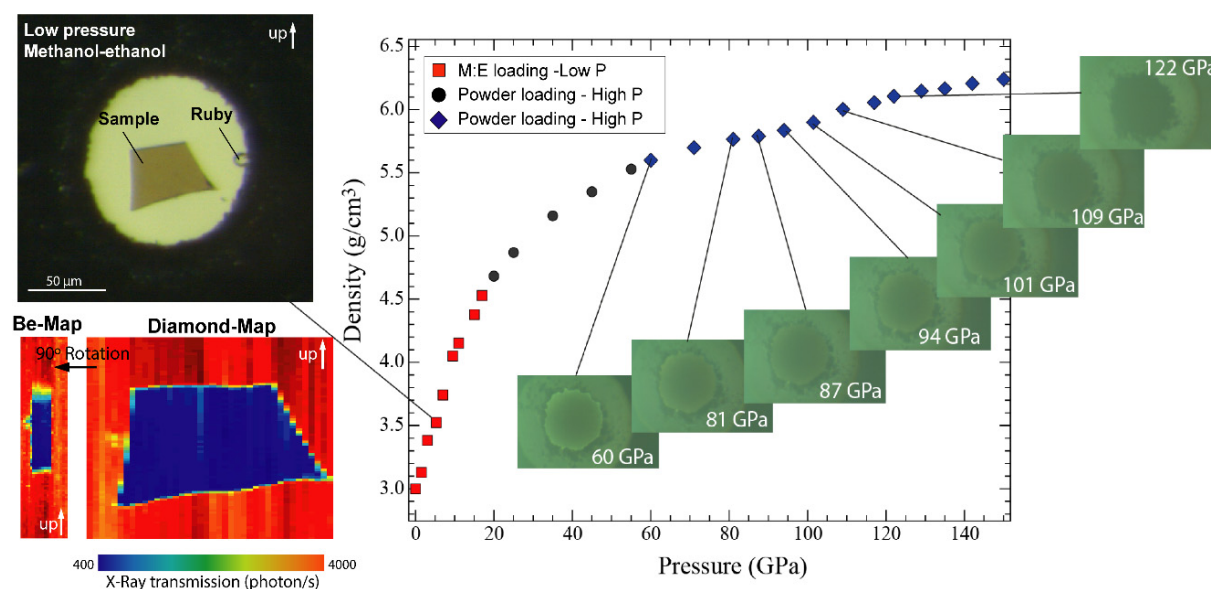 Low pressure
Methanol-ethanol
up
Sample
Ruby
50 µm
Be-Map
Diamond-Map
90º Rotation
up
up
400
4000
X-Ray transmission (photon/s)
6.5
6.0
5.5
5.0
4.5
4.0
3.5
3.0
Density (g/cm³)
M:E loading -Low P
Powder loading - High P
Powder loading - High P
122 GPa
109 GPa
101 GPa
94 GPa
87 GPa
81 GPa
60 GPa
0 20 40 60 80 100 120 140
Pressure (GPa)